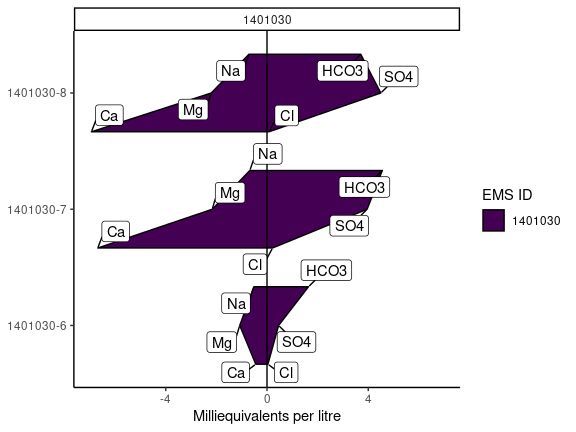 1401030
Na
HCO3
SO4
1401030-8
Mg
Ca
Cl
Na
Mg
HCO3
EMS ID
1401030-7
1401030
SO4
Ca
Cl
HCO3
Na
1401030-6
Mg
SO4
Ca
Cl
-4
0
4
Milliequivalents per litre